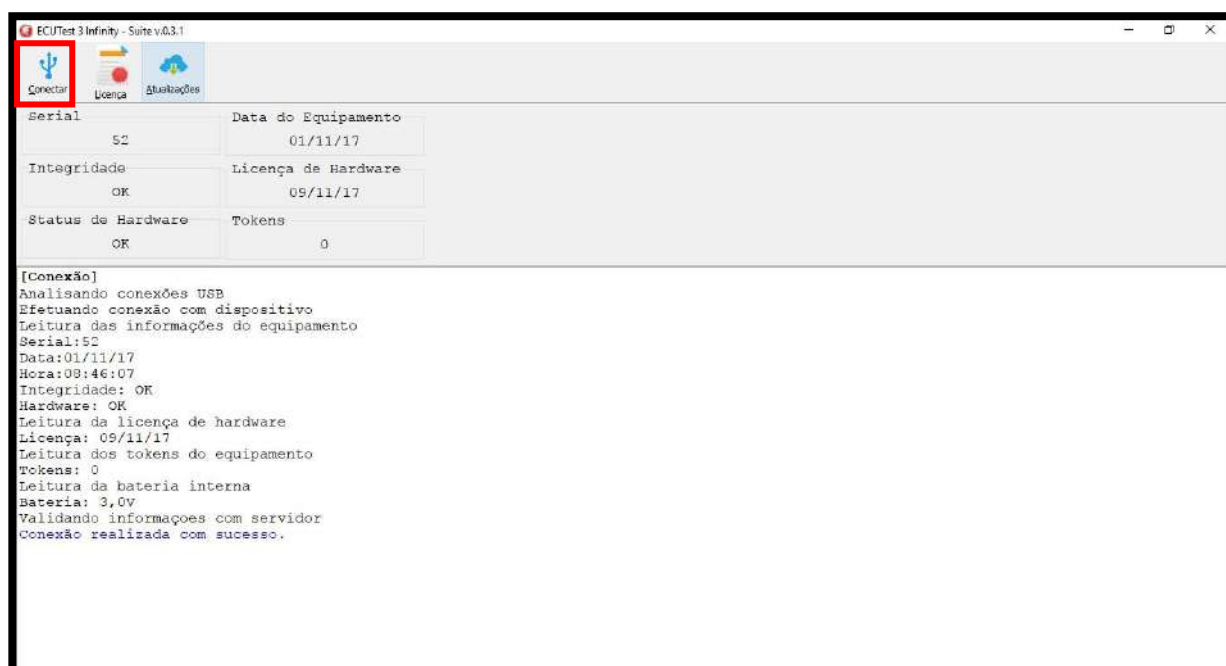 ECUTest 3 Infinity - Suite v.0.3.1
Conectar
Licença
Atualizações
Serial
52
Data do Equipamento
01/11/17
Integridade
OK
Licença de Hardware
09/11/17
Status de Hardware
OK
Tokens
0
[Conexão]
Analisando conexões USB
Efetuando conexão com dispositivo
Leitura das informações do equipamento
Serial:52
Data:01/11/17
Hora:08:46:07
Integridade: OK
Hardware: OK
Leitura da licença de hardware
Licença: 09/11/17
Leitura dos tokens do equipamento
Tokens: 0
Leitura da bateria interna
Bateria: 3,0V
Validando informaçoes com servidor
Conexão realizada com sucesso.